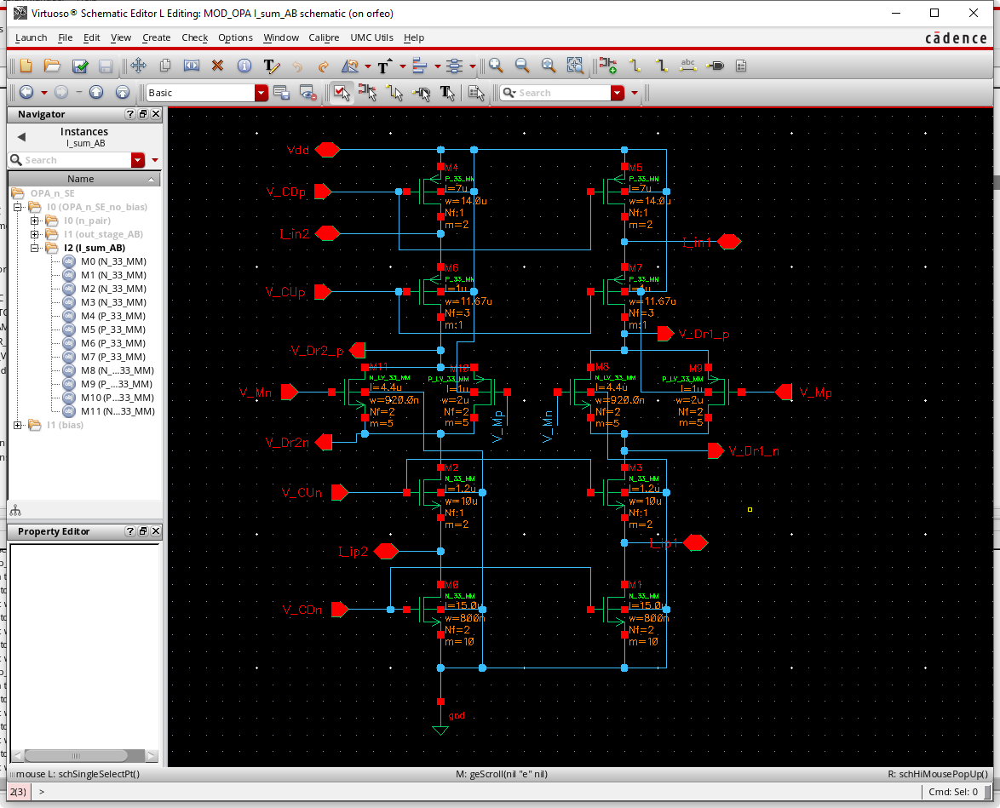 Virtuoso® Schematic Editor L Editing: MOD_OPA I_sum_AB schematic (on orfeo)
Launch File Edit View Create Check Options Window Calibre UMC Utils Help
cādence
Basic
Search
Navigator
Instances
I_sum_AB
Search
Name
OPA_n_SE
I0 (OPA_n_SE_no_bias)
I0 (n_pair)
I1 (out_stage_AB)
I2 (I_sum_AB)
M0 (N_33_MM)
M1 (N_33_MM)
M2 (N_33_MM)
M3 (N_33_MM)
M4 (P_33_MM)
M5 (P_33_MM)
M6 (P_33_MM)
M7 (P_33_MM)
M8 (N_...33_MM)
M9 (P_...33_MM)
M10 (P...33_MM)
M11 (N...33_MM)
I1 (bias)
Property Editor
Vdd
V_CDp
I_in2
M4
P_33_MM
l=7u
w=14.0u
Nf:1
m=2
M5
P_33_MM
l=7u
w=14.0u
Nf:1
m=2
I_in1
V_CUp
M6
P_33_MM
l=1u
w=11.67u
Nf=3
m:1
M7
P_33_MM
l=1u
w=11.67u
Nf=3
m:1
V_Dr2_p
V_Dr1_p
V_Mn
M11
N_LV_33_MM
l=4.4u
w=920.0n
Nf=2
m=5
M10
P_LV_33_MM
l=1u
w=2u
Nf=2
m=5
V_Mp
V_Mn
N_LV_33_MM
l=4.4u
w=920.0n
Nf=2
m=5
M9
P_LV_33_MM
l=1u
w=2u
Nf=2
m=5
V_Mp
V_Dr2n
V_Dr1_n
V_CUn
M2
N_33_MM
l=1.2u
w=10u
Nf:1
m=2
M3
N_33_MM
l=1.2u
w=10u
Nf:1
m=2
I_ip2
I_ip1
V_CDn
M0
N_33_MM
l=15.0u
w=800n
Nf=2
m=10
M1
N_33_MM
l=15.0u
w=800n
Nf=2
m=10
gnd
mouse L: schSingleSelectPt()
M: geScroll(nil "e" nil)
R: schHiMousePopUp()
2(3)
>
Cmd: Sel: 0